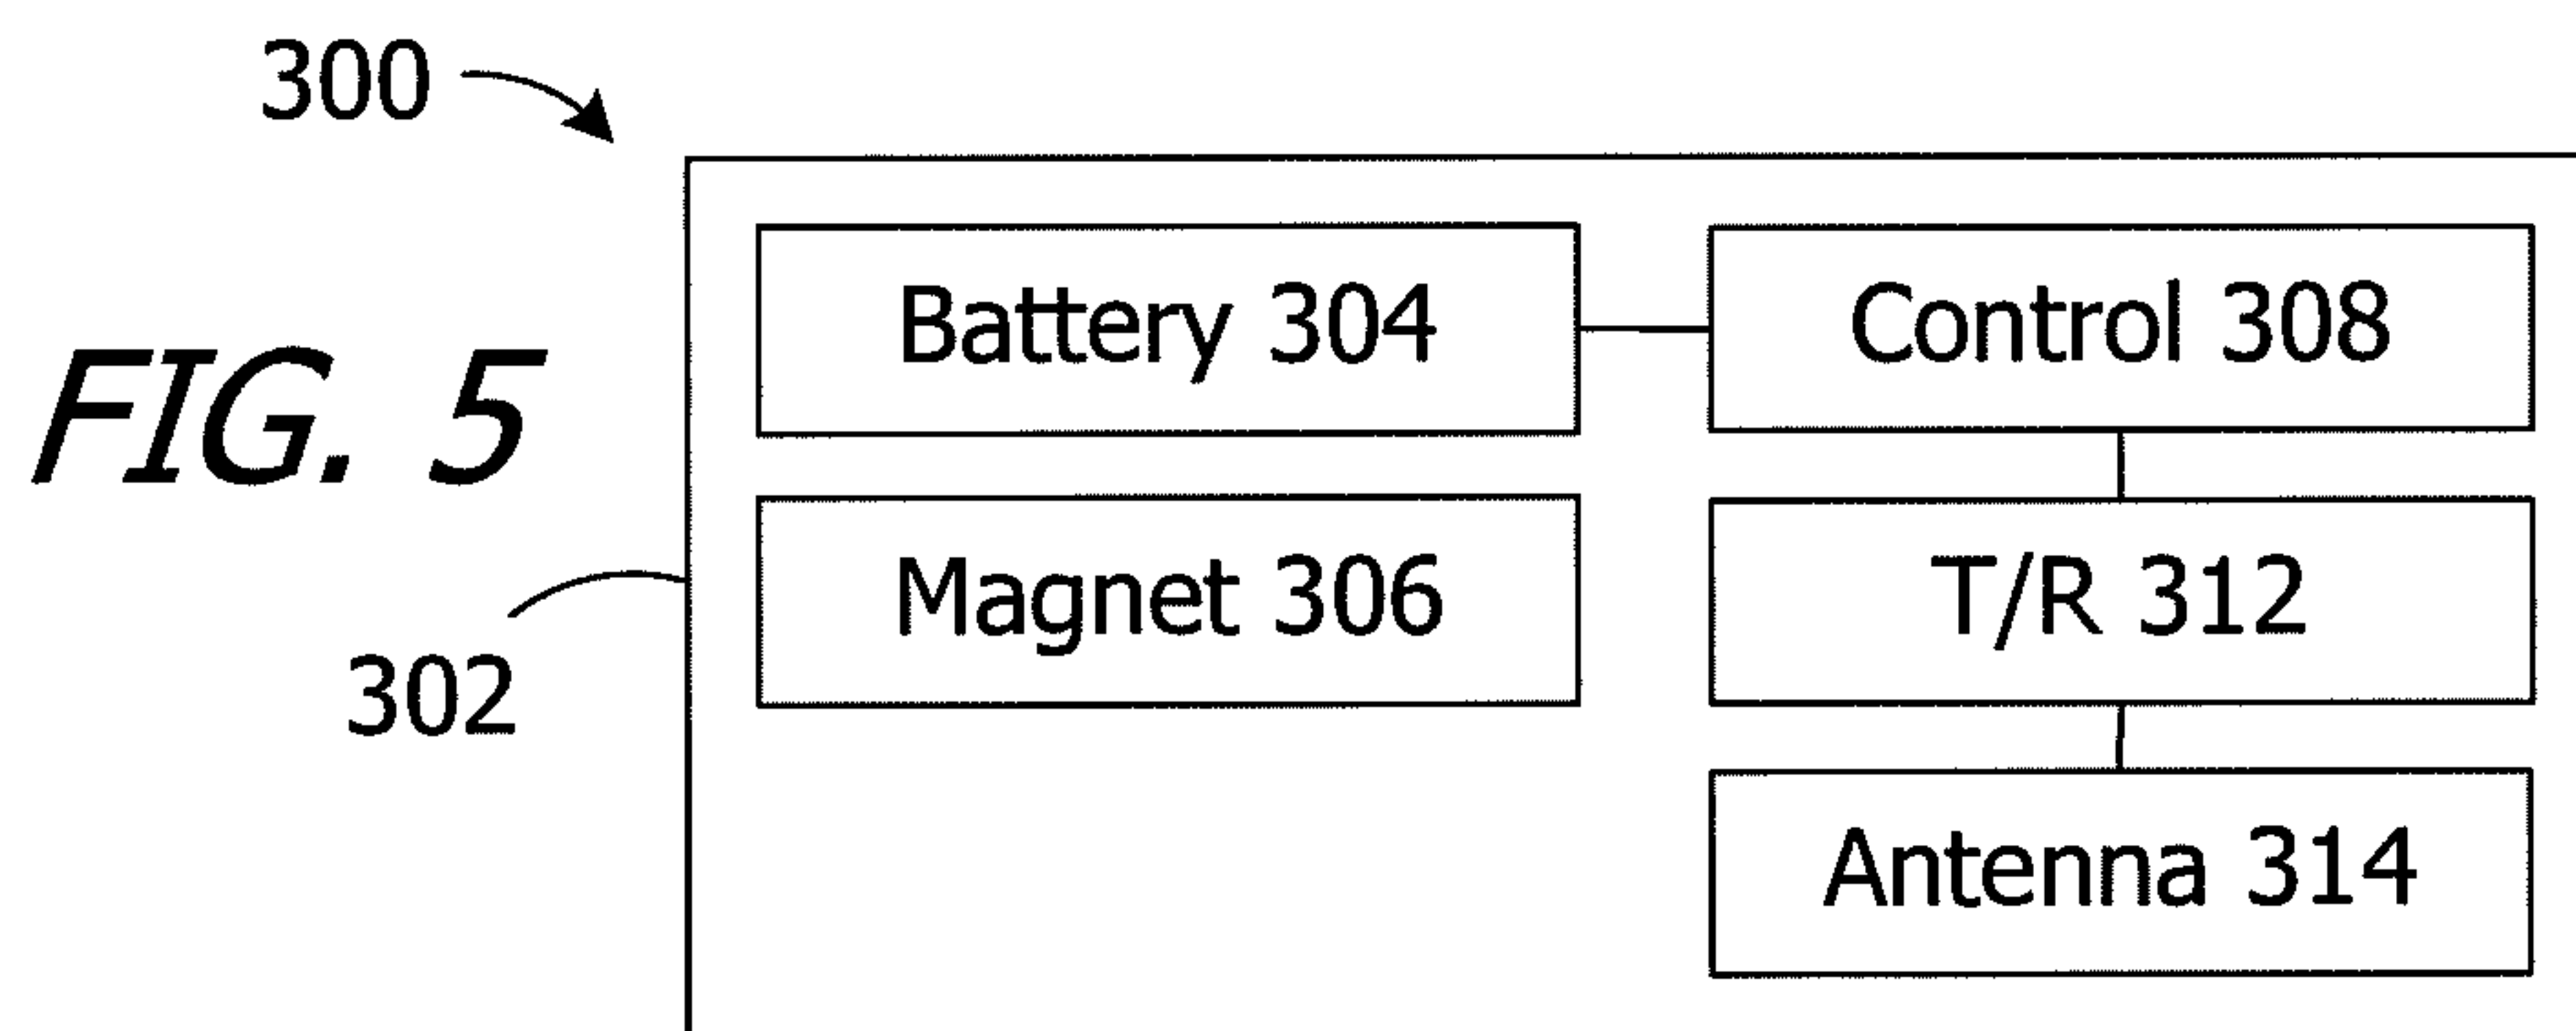 300
FIG. 5
Battery 304
Control 308
Magnet 306
T/R 312
302
Antenna 314